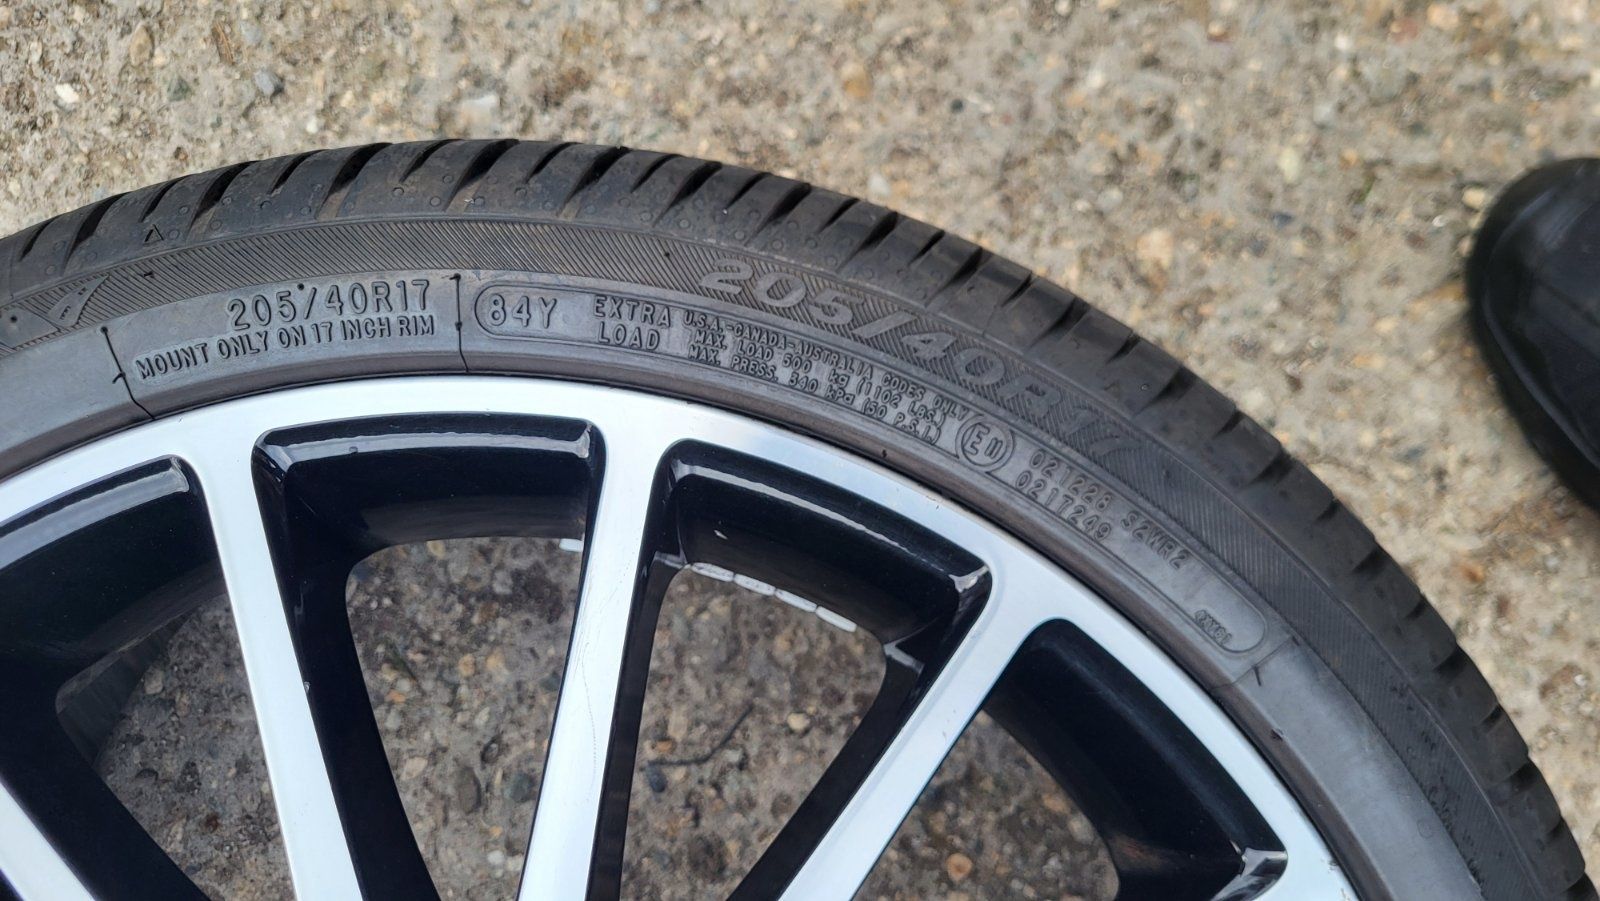 205/40R17
MOUNT ONLY ON 17 INCH RIM
84Y
EXTRA
LOAD
U.S.A.-CANADA-AUSTRALIA CODES ONLY
MAX. LOAD 500 kg (1102 LBS.)
MAX. PRESS. 340 kPa (50 P.S.I.)
205/40R17
E11
021228 S2WR2
0217249